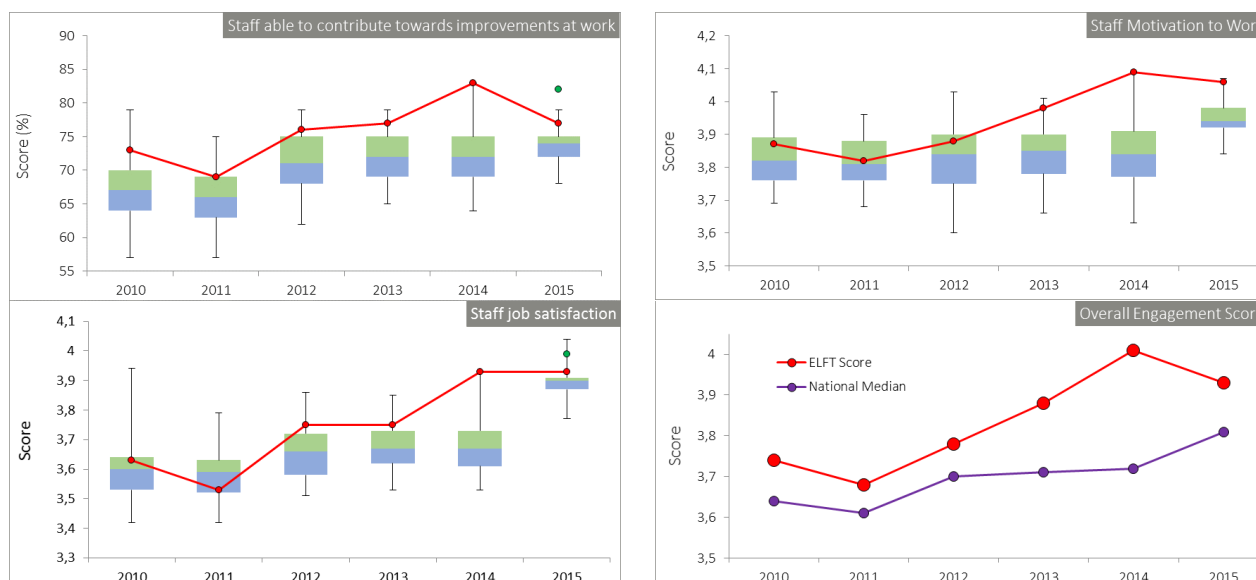 Staff able to contribute towards improvements at work
90
85
80
75
70
65
60
55
Score (%)
2010 2011 2012 2013 2014 2015
Staff Motivation to Wor
4,2
4,1
4
3,9
3,8
3,7
3,6
3,5
Score
2010 2011 2012 2013 2014 2015
Staff job satisfaction
4,1
4
3,9
3,8
3,7
3,6
3,5
3,4
3,3
Score
2010 2011 2012 2013 2014 2015
Overall Engagement Scor
4
3,9
3,8
3,7
3,6
3,5
Score
ELFT Score
National Median
2010 2011 2012 2013 2014 2015